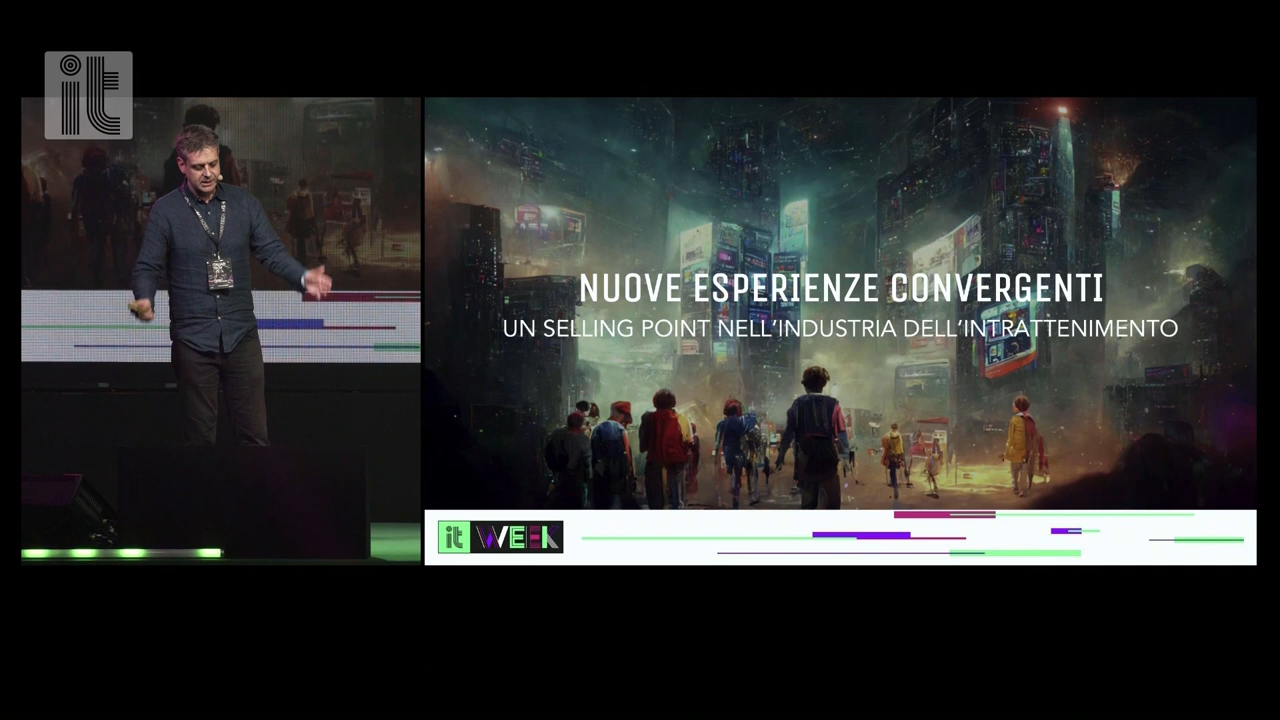 it
NUOVE ESPERIENZE CONVERGENTI
UN SELLING POINT NELL'INDUSTRIA DELL'INTRATTENIMENTO
it WEEK